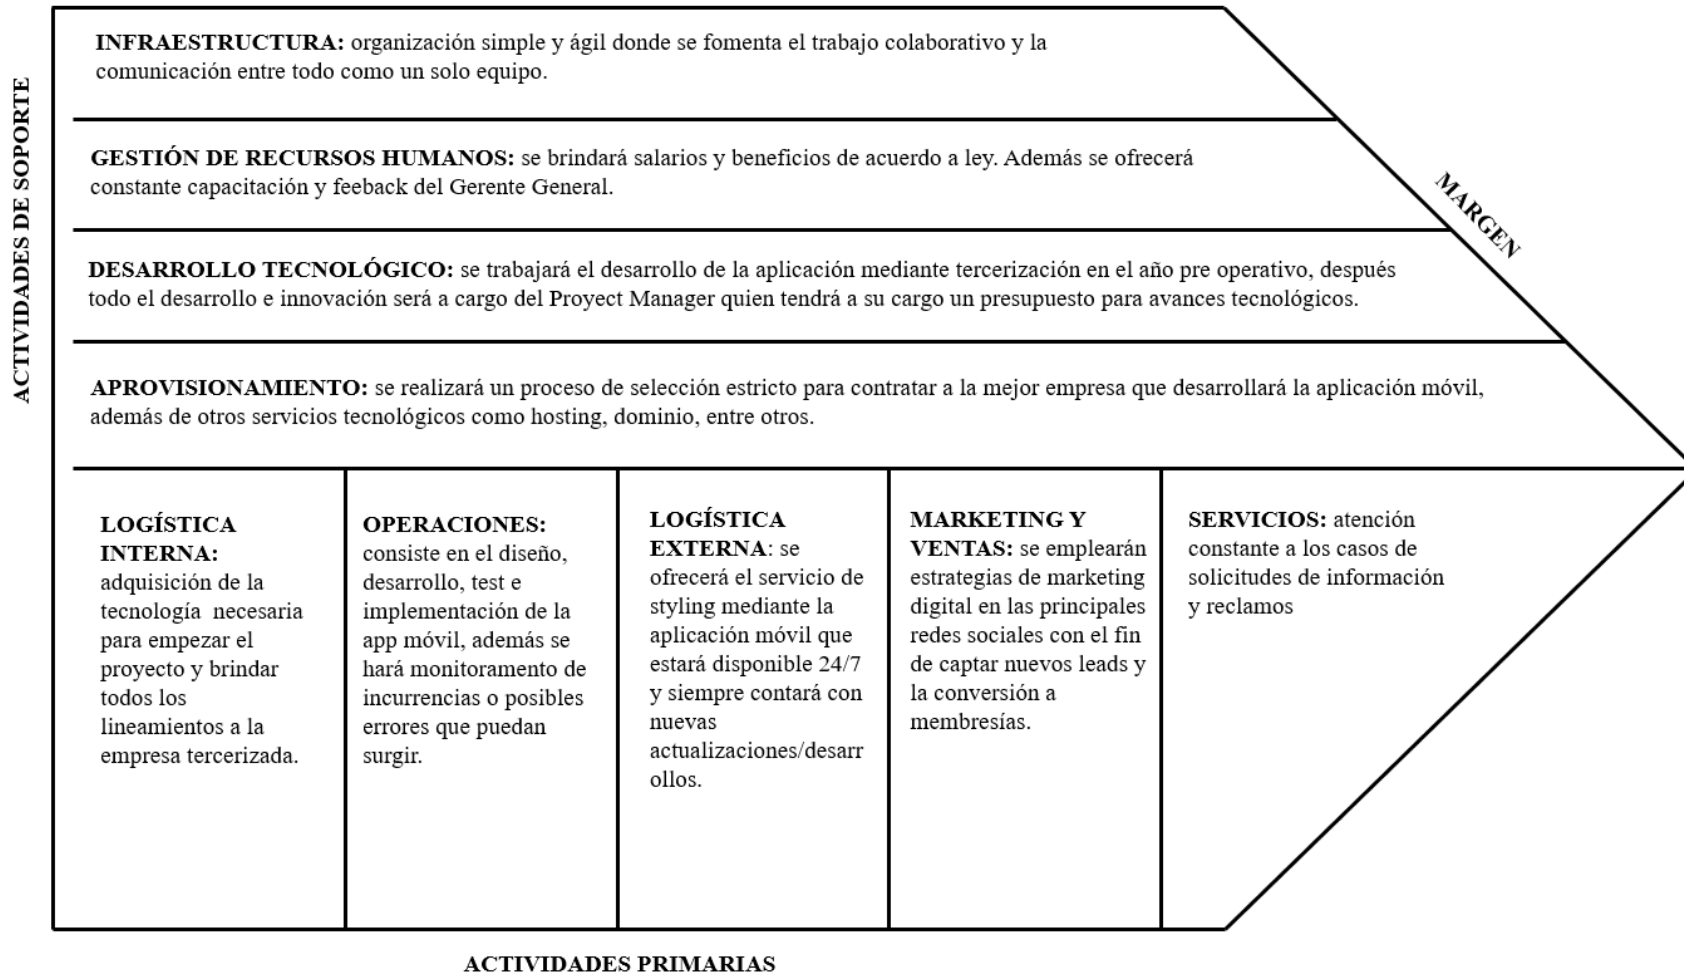 ACTIVIDADES DE SOPORTE
INFRAESTRUCTURA: organización simple y ágil donde se fomenta el trabajo colaborativo y la
comunicación entre todo como un solo equipo.
GESTIÓN DE RECURSOS HUMANOS: se brindará salarios y beneficios de acuerdo a ley. Además se ofrecerá
constante capacitación y feeback del Gerente General.
MARGEN
DESARROLLO TECNOLÓGICO: se trabajará el desarrollo de la aplicación mediante tercerización en el año pre operativo, después
todo el desarrollo e innovación será a cargo del Proyect Manager quien tendrá a su cargo un presupuesto para avances tecnológicos.
APROVISIONAMIENTO: se realizará un proceso de selección estricto para contratar a la mejor empresa que desarrollará la aplicación móvil,
además de otros servicios tecnológicos como hosting, dominio, entre otros.
LOGÍSTICA
INTERNA:
adquisición de la
tecnología necesaria
para empezar el
proyecto y brindar
todos los
lineamientos a la
empresa tercerizada.
OPERACIONES:
consiste en el diseño,
desarrollo, test e
implementación de la
app móvil, además se
hará monitoramento de
incurrencias o posibles
errores que puedan
surgir.
LOGÍSTICA
EXTERNA: se
ofrecerá el servicio de
styling mediante la
aplicación móvil que
estará disponible 24/7
y siempre contará con
nuevas
actualizaciones/desarr
ollos.
MARKETING Y
VENTAS: se emplearán
estrategias de marketing
digital en las principales
redes sociales con el fin
de captar nuevos leads y
la conversión a
membresías.
SERVICIOS: atención
constante a los casos de
solicitudes de información
y reclamos
ACTIVIDADES PRIMARIAS